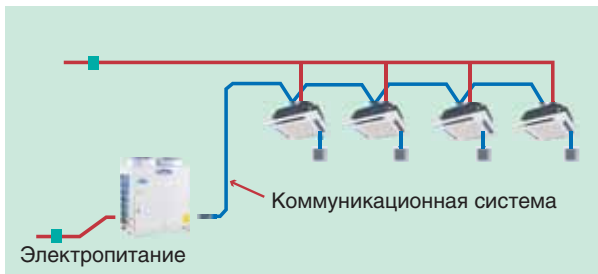 Коммуникационная система
Электропитание